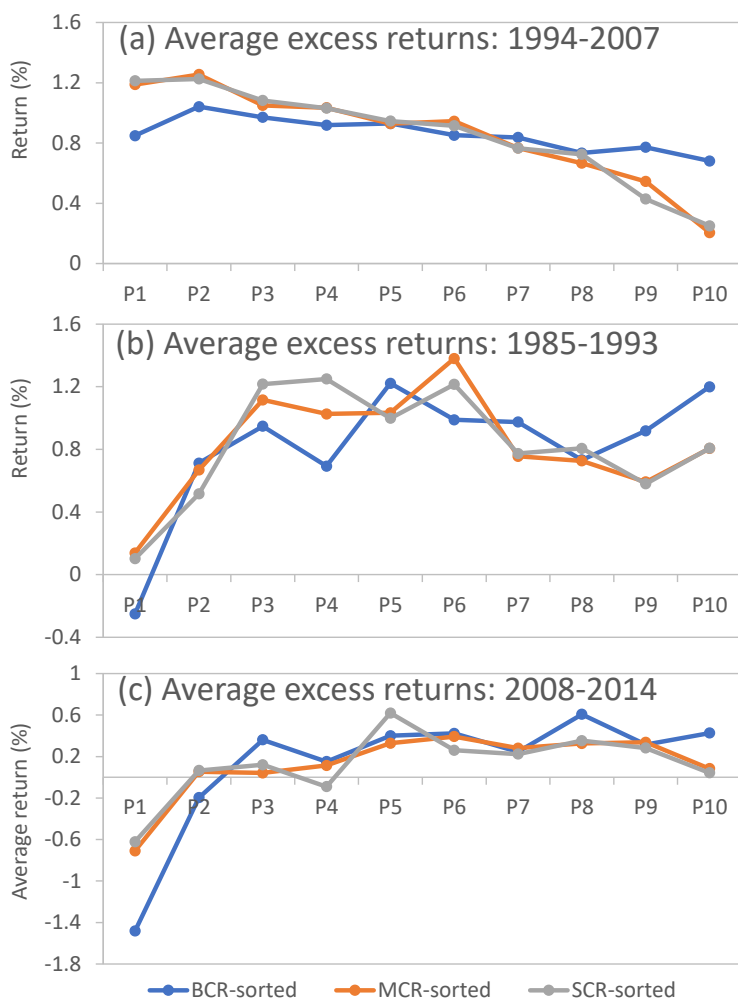 (a) Average excess returns: 1994-2007
Return (%)
1.6
1.2
0.8
0.4
0
P1 P2 P3 P4 P5 P6 P7 P8 P9 P10
(b) Average excess returns: 1985-1993
Return (%)
1.6
1.2
0.8
0.4
0
-0.4
P1 P2 P3 P4 P5 P6 P7 P8 P9 P10
(c) Average excess returns: 2008-2014
Average return (%)
1
0.6
0.2
-0.2
-0.6
-1
-1.4
-1.8
P1 P2 P3 P4 P5 P6 P7 P8 P9 P10
BCR-sorted MCR-sorted SCR-sorted